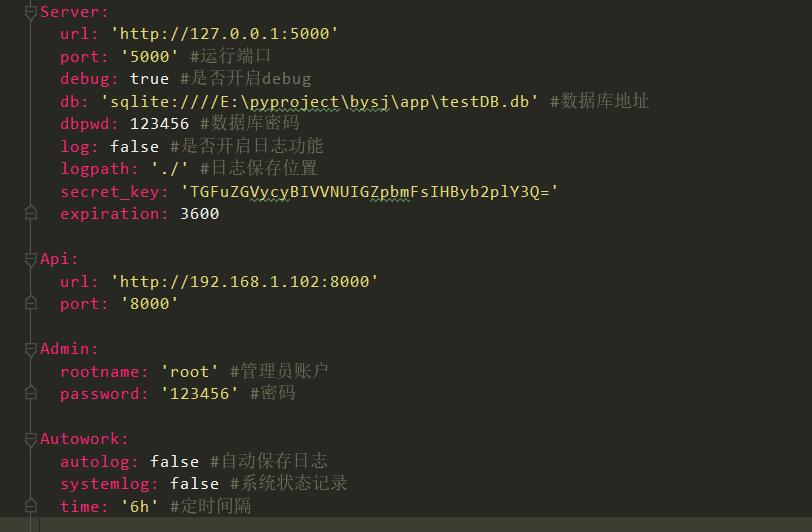 Server:
url: 'http://127.0.0.1:5000'
port: '5000' #运行端口
debug: true #是否开启debug
db: 'sqlite:////E:\pyproject\bysj\app\testDB.db' #数据库地址
dbpwd: 123456 #数据库密码
log: false #是否开启日志功能
logpath: './' #日志保存位置
secret_key: 'TGFuZGVycyBIVVNUIGZpbmFsIHByb2plY3Q='
expiration: 3600
Api:
url: 'http://192.168.1.102:8000'
port: '8000'
Admin:
rootname: 'root' #管理员账户
password: '123456' #密码
Autowork:
autolog: false #自动保存日志
systemlog: false #系统状态记录
time: '6h' #定时间隔